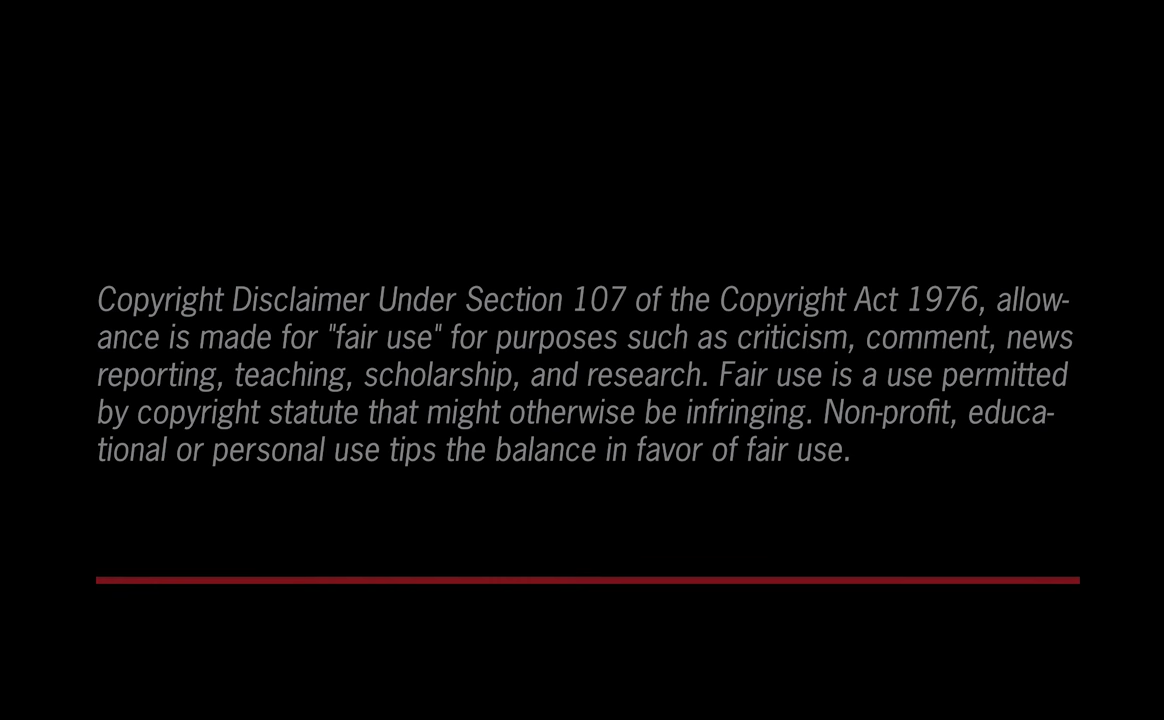 Copyright Disclaimer Under Section 107 of the Copyright Act 1976, allow-
ance is made for "fair use" for purposes such as criticism, comment, news
reporting, teaching, scholarship, and research. Fair use is a use permitted
by copyright statute that might otherwise be infringing. Non-profit, educa-
tional or personal use tips the balance in favor of fair use.